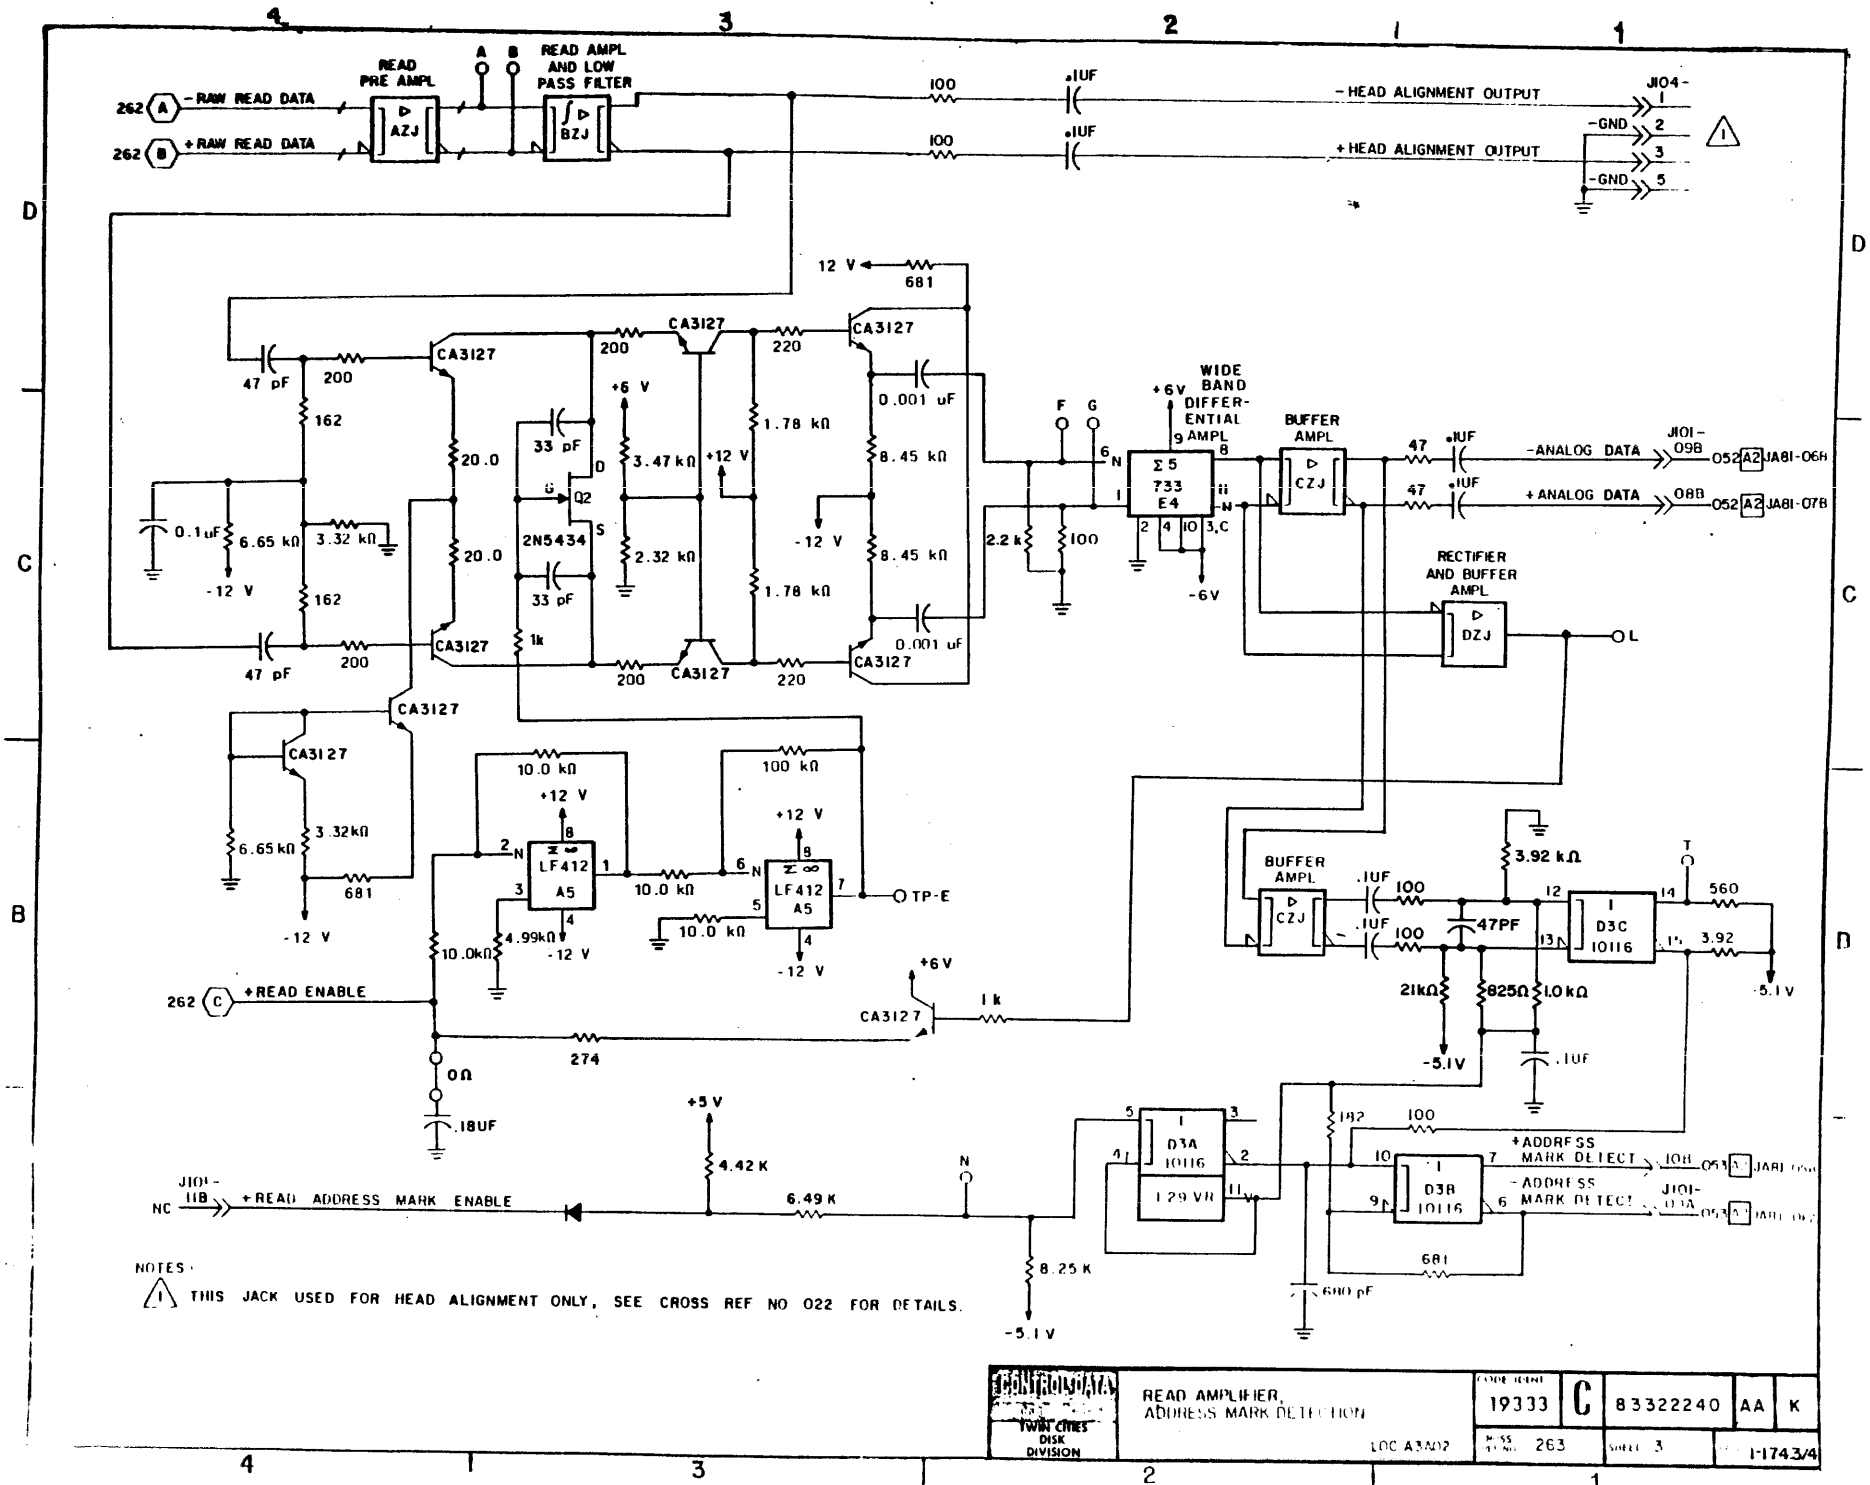 4 3 2 1
READ PRE AMPL
A B
READ AMPL AND LOW PASS FILTER
262 A -RAW READ DATA
AZJ
BZJ
262 B +RAW READ DATA
100
.1UF
-HEAD ALIGNMENT OUTPUT
J104-
1
-GND 2
1
100
.1UF
+HEAD ALIGNMENT OUTPUT
3
-GND 5
D
D
12 V
681
CA3127
200
CA3127
220
CA3127
47 pF
200
CA3127
162
+6 V
33 pF
3.47 kΩ
+12 V
1.78 kΩ
0.001 uF
8.45 kΩ
20.0
0.1uF
6.65 kΩ
3.32 kΩ
-12 V
D
G
Q2
S
2N5434
20.0
2.32 kΩ
-12 V
8.45 kΩ
1.78 kΩ
33 pF
162
1k
47 pF
200
CA3127
200
CA3127
220
CA3127
0.001 uF
F G
2.2 k
100
WIDE BAND DIFFER-ENTIAL AMPL
+6V
9
6 N
8
Σ 5
733
E4
1
11
N
2 4 10 3,C
-6V
BUFFER AMPL
CZJ
47
.1UF
-ANALOG DATA
J101-
09B
052 A2 JA81-06B
47
.1UF
+ANALOG DATA
08B
052 A2 JA81-07B
RECTIFIER AND BUFFER AMPL
DZJ
L
C
C
CA3127
CA3127
6.65 kΩ
3.32kΩ
681
-12 V
10.0 kΩ
+12 V
8
2 N
LF412
A5
1
3
4
4.99kΩ
-12 V
10.0kΩ
10.0 kΩ
100 kΩ
+12 V
8
6 N
LF412
A5
7
5
4
10.0 kΩ
-12 V
TP-E
262 C +READ ENABLE
+6V
CA3127
1 k
274
0Ω
.18UF
BUFFER AMPL
CZJ
.1UF
100
.1UF
100
47PF
3.92 kΩ
12
13
D3C
10116
14
15
T
560
3.92
-5.1V
21kΩ
825Ω
1.0 kΩ
-5.1V
.1UF
B
B
+5 V
4.42 K
J101-
11B
NC
+READ ADDRESS MARK ENABLE
6.49 K
N
8.25 K
-5.1 V
5
4
D3A
10116
3
2
1.29 VR
11
182
100
10
9
D3B
10116
7
6
+ADDRESS MARK DETECT
10B
-ADDRESS MARK DETECT
J101-
681
680 pF
NOTES:
1 THIS JACK USED FOR HEAD ALIGNMENT ONLY, SEE CROSS REF NO 022 FOR DETAILS.
CONTROL DATA
TWIN CITIES
DISK
DIVISION
READ AMPLIFIER,
ADDRESS MARK DETECTION
LOC A3A02
CODE IDENT
19333
C
83322240
AA
K
263
SHEET 3
1-174.3/4
4 3 2 1